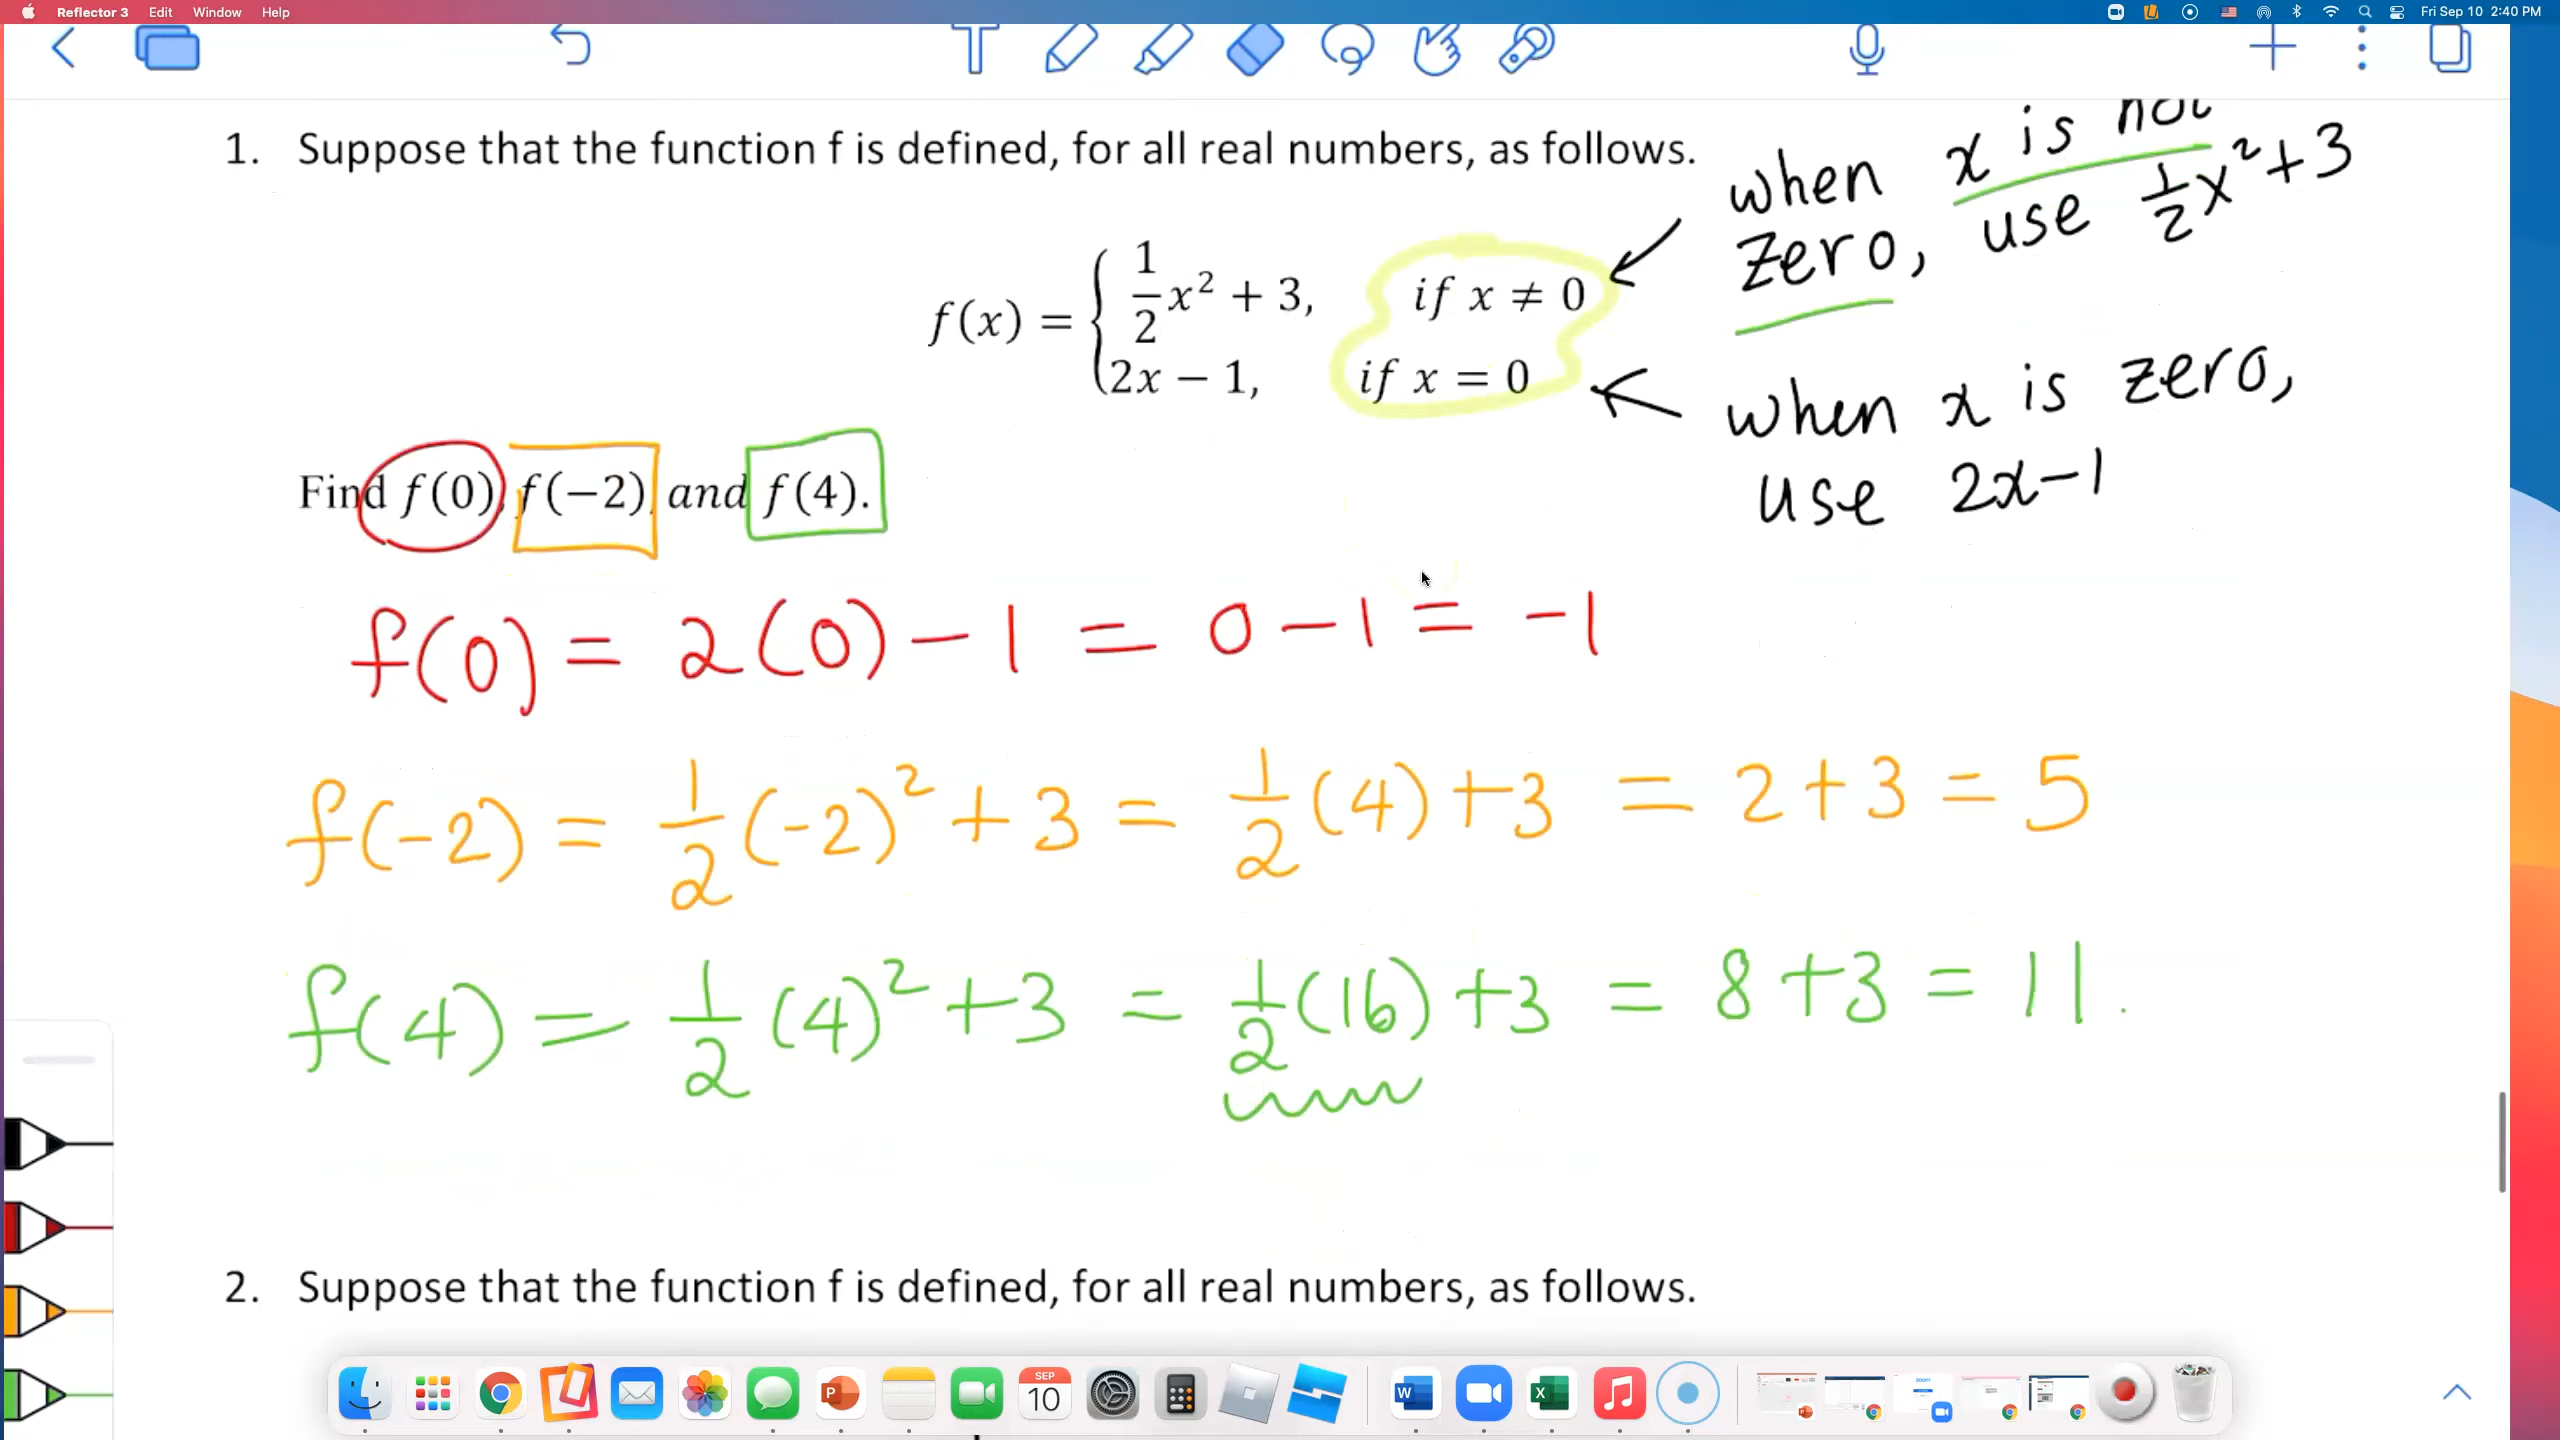 Reflector 3 Edit Window Help Fri Sep 10 2:40 PM
1. Suppose that the function f is defined, for all real numbers, as follows.
when x is not
zero, use 1/2 x² + 3
f(x) = { 1/2 x² + 3, if x ≠ 0
2x − 1, if x = 0
when x is zero,
use 2x-1
Find f(0), f(−2), and f(4).
f(0) = 2(0) - 1 = 0 - 1 = -1
f(-2) = 1/2 (-2)² + 3 = 1/2 (4) + 3 = 2 + 3 = 5
f(4) = 1/2 (4)² + 3 = 1/2 (16) + 3 = 8 + 3 = 11.
2. Suppose that the function f is defined, for all real numbers, as follows.
SEP
10